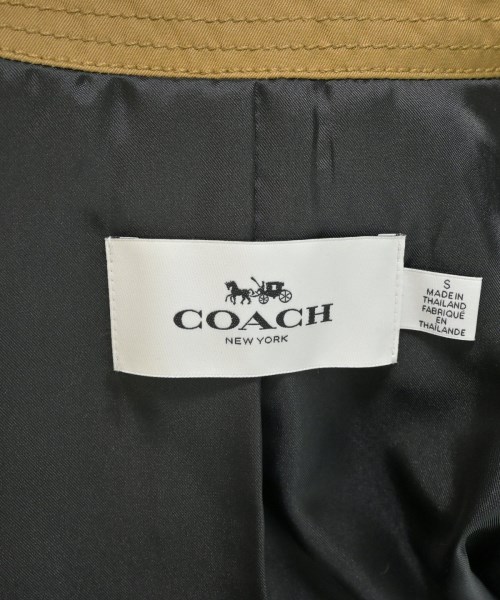 COACH
NEW YORK
S
MADE IN
THAILAND
FABRIQUÉ
EN
THAÏLANDE